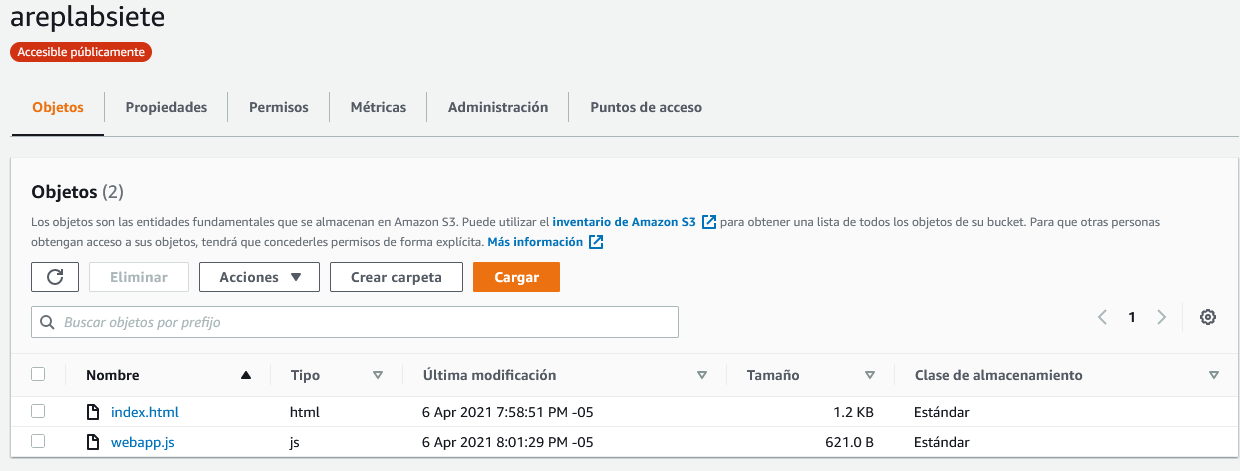 areplabsiete
Accesible públicamente
Objetos Propiedades Permisos Métricas Administración Puntos de acceso
Objetos (2)
Los objetos son las entidades fundamentales que se almacenan en Amazon S3. Puede utilizar el inventario de Amazon S3 para obtener una lista de todos los objetos de su bucket. Para que otras personas
obtengan acceso a sus objetos, tendrá que concederles permisos de forma explícita. Más información
Eliminar Acciones Crear carpeta Cargar
Buscar objetos por prefijo 1
Nombre Tipo Última modificación Tamaño Clase de almacenamiento
index.html html 6 Apr 2021 7:58:51 PM -05 1.2 KB Estándar
webapp.js js 6 Apr 2021 8:01:29 PM -05 621.0 B Estándar